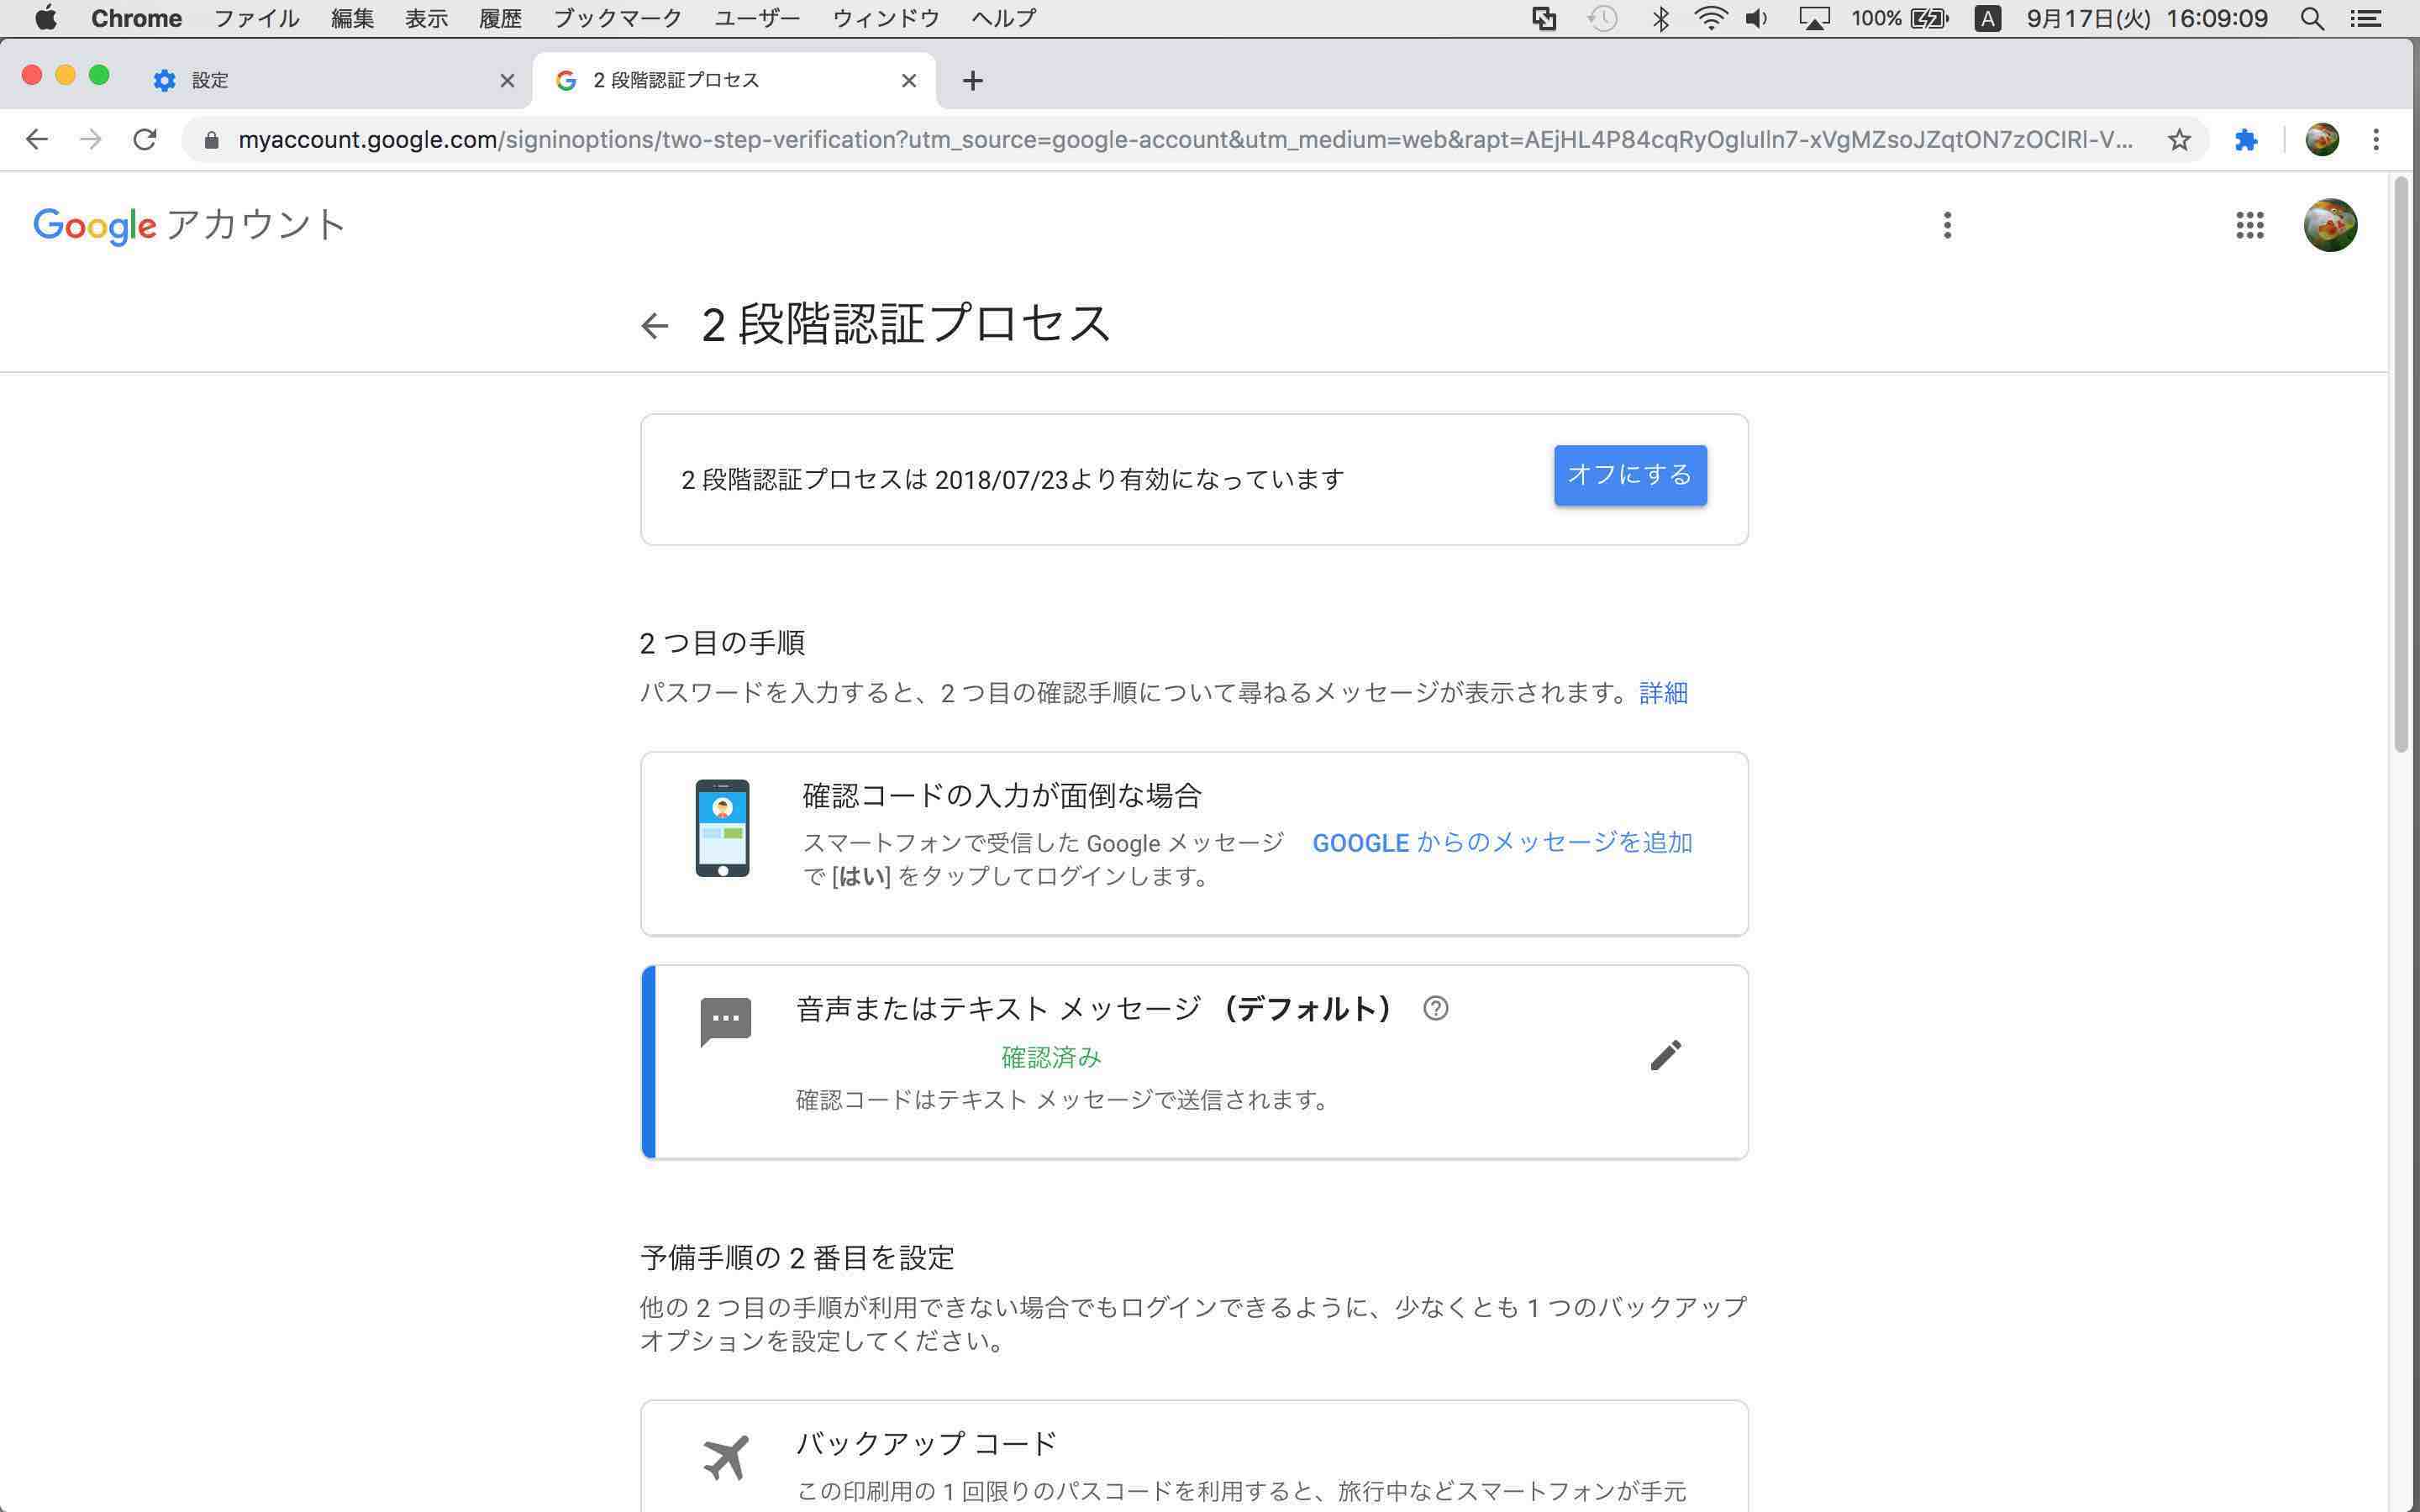 Chrome ファイル 編集 表示 履歴 ブックマーク ユーザー ウィンドウ ヘルプ 100% A 9月17日(火) 16:09:09
設定 2 段階認証プロセス
myaccount.google.com/signinoptions/two-step-verification?utm_source=google-account&utm_medium=web&rapt=AEjHL4P84cqRyOgIuIln7-xVgMZsoJZqtON7zOCIRl-V...
Google アカウント
2 段階認証プロセス
2 段階認証プロセスは 2018/07/23より有効になっています オフにする
2 つ目の手順
パスワードを入力すると、2 つ目の確認手順について尋ねるメッセージが表示されます。詳細
確認コードの入力が面倒な場合
スマートフォンで受信した Google メッセージ GOOGLE からのメッセージを追加
で [はい] をタップしてログインします。
音声またはテキスト メッセージ （デフォルト）
確認済み
確認コードはテキスト メッセージで送信されます。
予備手順の 2 番目を設定
他の 2 つ目の手順が利用できない場合でもログインできるように、少なくとも 1 つのバックアップ
オプションを設定してください。
バックアップ コード
この印刷用の 1 回限りのパスコードを利用すると、旅行中などスマートフォンが手元